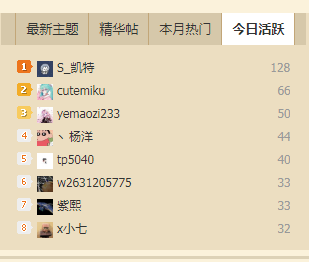 最新主题 精华帖 本月热门 今日活跃
1 S_凯特 128
2 cutemiku 66
3 yemaozi233 50
4 丶杨洋 44
5 tp5040 40
6 w2631205775 33
7 紫熙 33
8 x小七 32